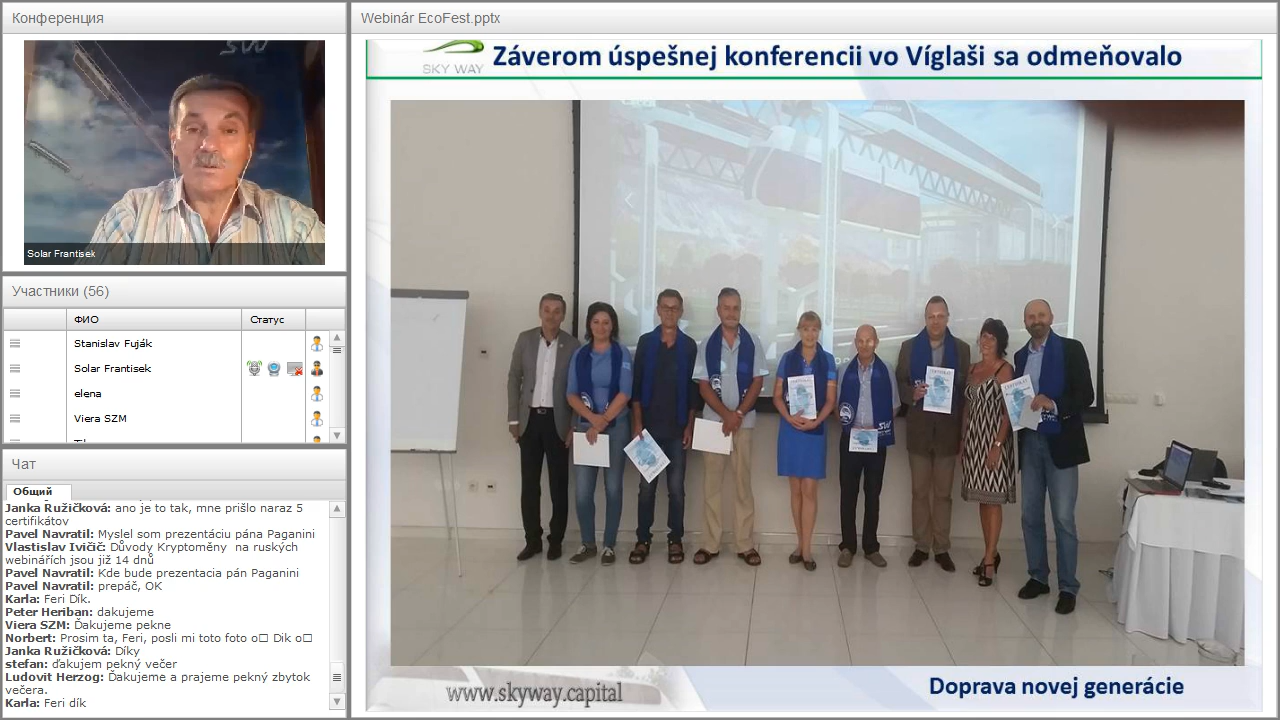 Конференция
Solar Frantisek
Участники (56)
ФИО
Статус
Stanislav Fuják
Solar Frantisek
elena
Viera SZM
Чат
Общий
Janka Ružičková: ano je to tak, mne prišlo naraz 5
certifikátov
Pavel Navratil: Myslel som prezentáciu pána Paganini
Vlastislav Ivičič: Důvody Kryptoměny na ruských
webinářích jsou již 14 dnů
Pavel Navratil: Kde bude prezentacia pán Paganini
Pavel Navratil: prepáč, OK
Karla: Feri Dík.
Peter Heriban: dakujeme
Viera SZM: Ďakujeme pekne
Norbert: Prosim ta, Feri, posli mi toto foto o□ Dik o□
Janka Ružičková: Díky
stefan: ďakujem pekný večer
Ludovit Herzog: Ďakujeme a prajeme pekný zbytok
večera.
Karla: Feri dík
Webinár EcoFest.pptx
SKY WAY
Záverom úspešnej konferencii vo Víglaši sa odmeňovalo
www.skyway.capital
Doprava novej generácie